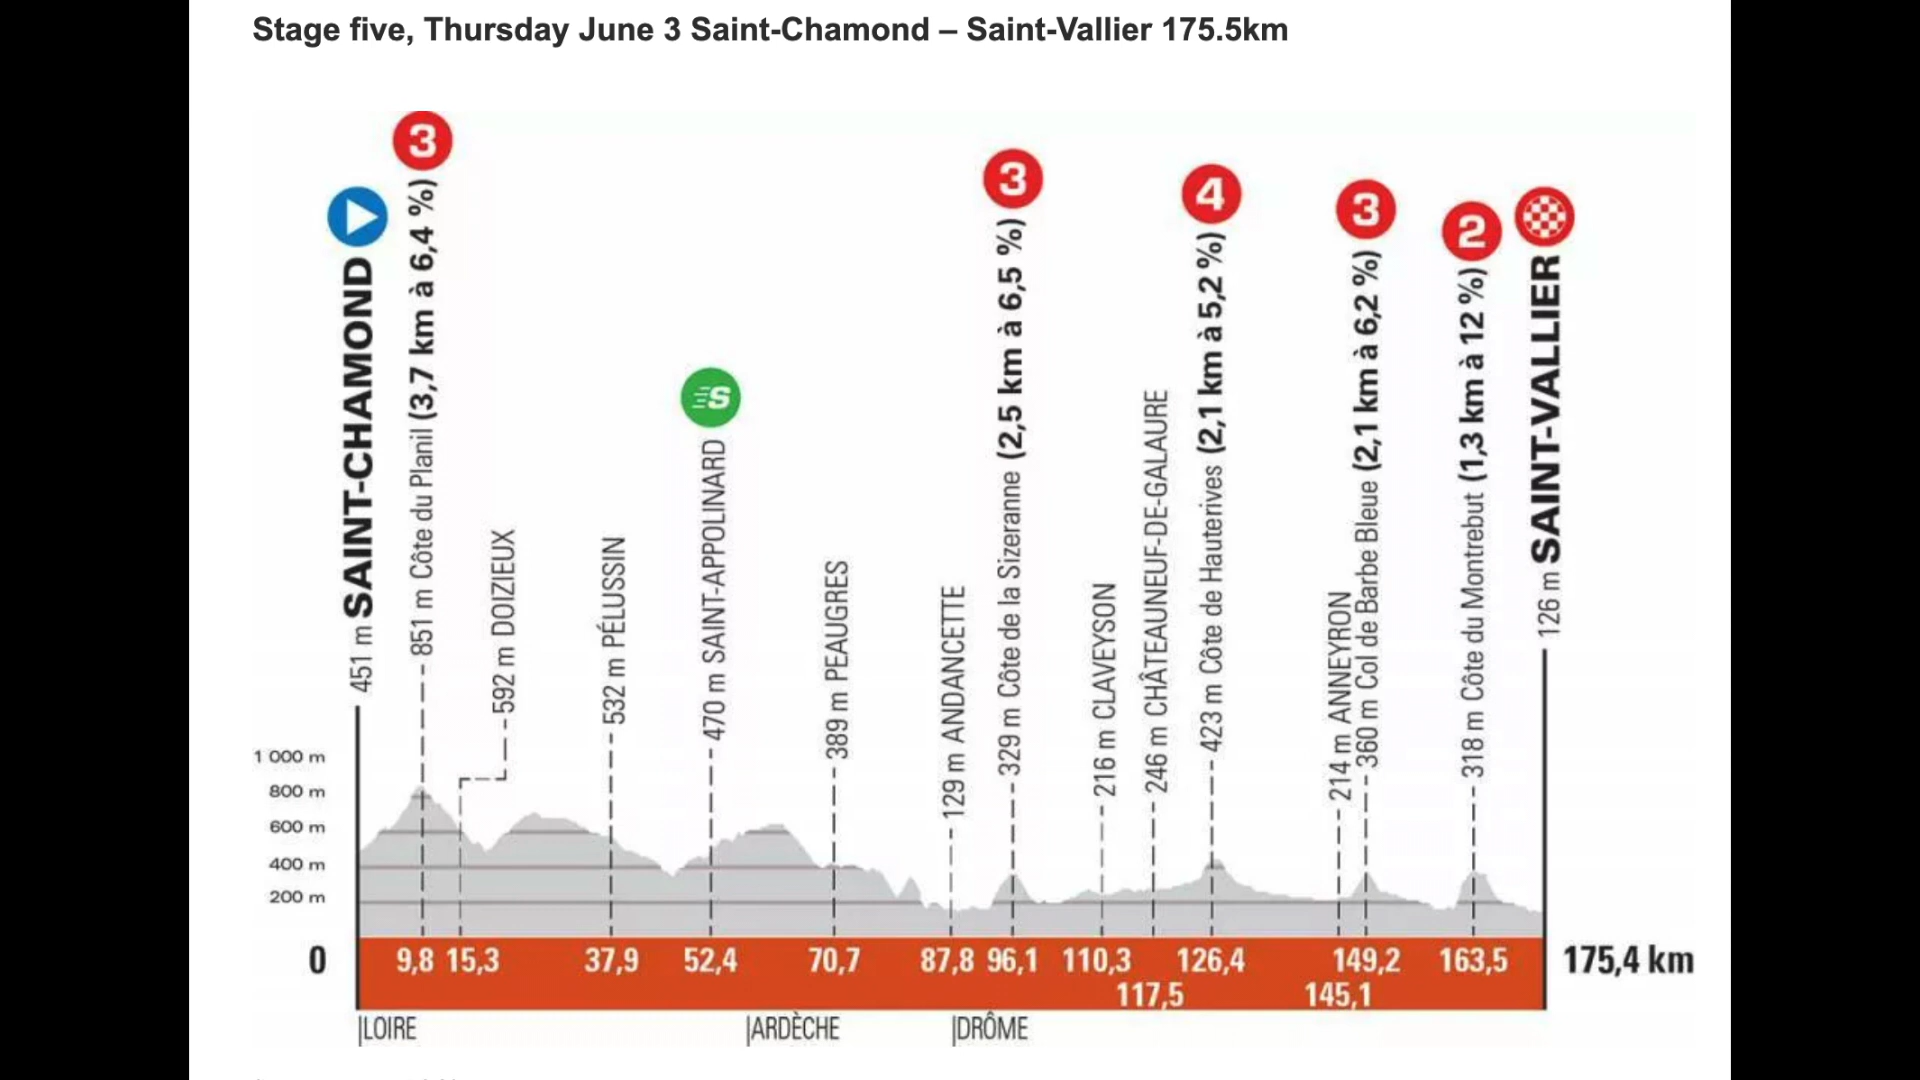 Stage five, Thursday June 3 Saint-Chamond – Saint-Vallier 175.5km
451 m SAINT-CHAMOND
3
851 m Côte du Planil (3,7 km à 6,4 %)
592 m DOIZIEUX
532 m PÉLUSSIN
S
470 m SAINT-APPOLINARD
389 m PEAUGRES
129 m ANDANCETTE
3
329 m Côte de la Sizeranne (2,5 km à 6,5 %)
216 m CLAVEYSON
246 m CHÂTEAUNEUF-DE-GALAURE
4
423 m Côte de Hauterives (2,1 km à 5,2 %)
214 m ANNEYRON
3
360 m Col de Barbe Bleue (2,1 km à 6,2 %)
2
318 m Côte du Montrebut (1,3 km à 12 %)
126 m SAINT-VALLIER
1 000 m
800 m
600 m
400 m
200 m
0 9,8 15,3 37,9 52,4 70,7 87,8 96,1 110,3 126,4 149,2 163,5 175,4 km
117,5 145,1
LOIRE ARDÈCHE DRÔME